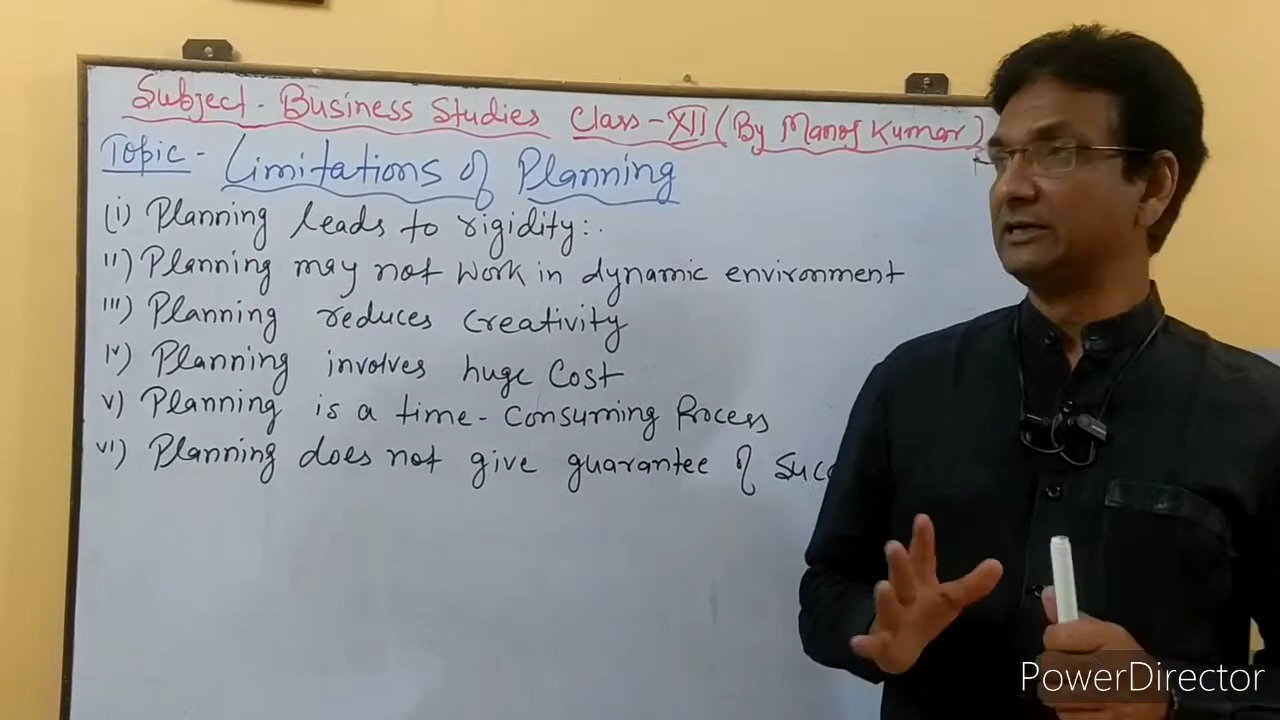 Subject - Business Studies Class - XII (By Manoj Kumar)
Topic - Limitations of Planning
(i) Planning leads to rigidity:.
ii) Planning may not work in dynamic environment
iii) Planning reduces creativity
iv) Planning involves huge Cost
v) Planning is a time - Consuming Process
vi) Planning does not give guarantee of Succ
PowerDirector